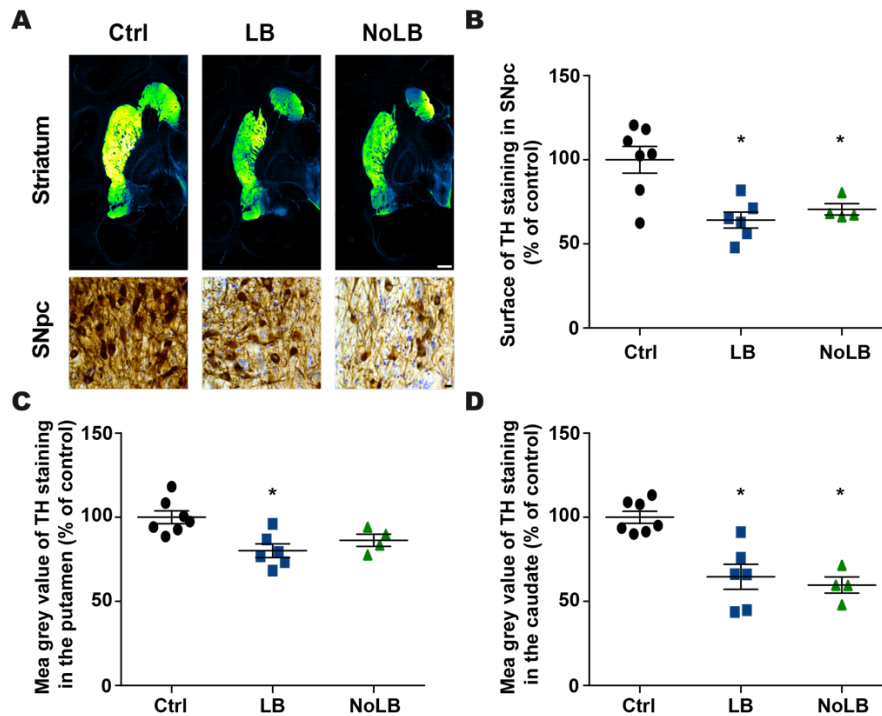 A
Ctrl LB NoLB
Striatum
SNpc
B
Surface of TH staining in SNpc
(% of control)
150
100
50
0
* *
Ctrl LB NoLB
C
Mea grey value of TH staining
in the putamen (% of control)
150
100
50
0
*
Ctrl LB NoLB
D
Mea grey value of TH staining
in the caudate (% of control)
150
100
50
0
* *
Ctrl LB NoLB